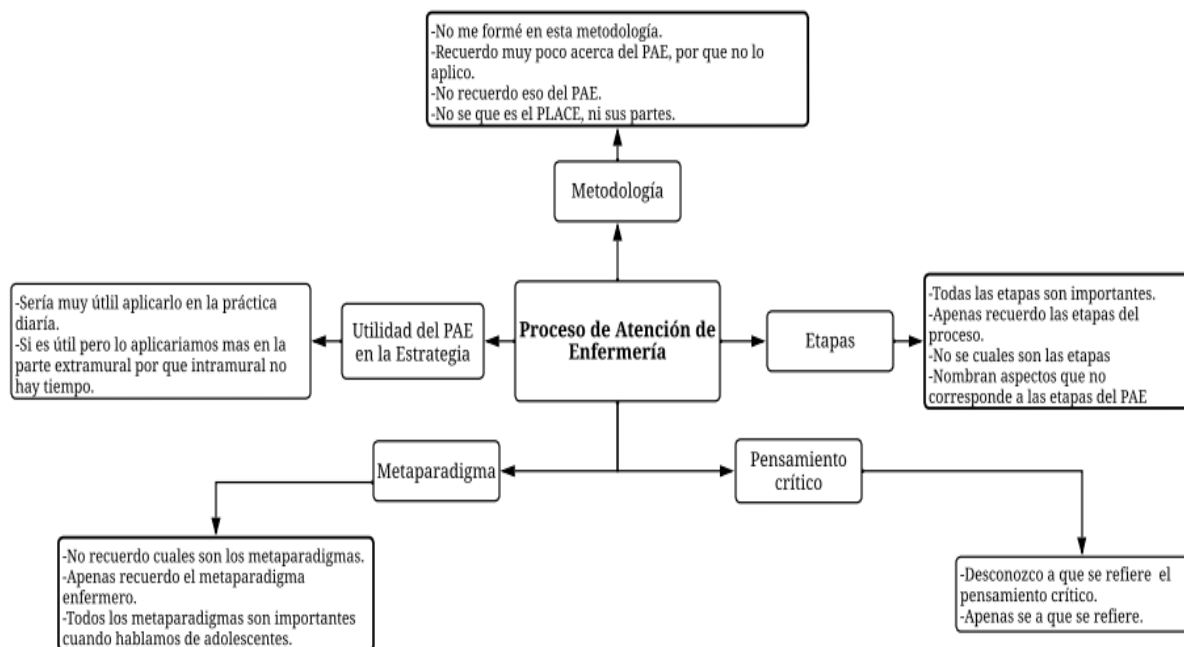 -No me formé en esta metodología.
-Recuerdo muy poco acerca del PAE, por que no lo
aplico.
-No recuerdo eso del PAE.
-No se que es el PLACE, ni sus partes.
Metodología
-Sería muy útlil aplicarlo en la práctica
diaría.
-Si es útil pero lo aplicariamos mas en la
parte extramural por que intramural no
hay tiempo.
Utilidad del PAE
en la Estrategia
Proceso de Atención de
Enfermería
Etapas
-Todas las etapas son importantes.
-Apenas recuerdo las etapas del
proceso.
-No se cuales son las etapas
-Nombran aspectos que no
corresponde a las etapas del PAE
Metaparadigma
Pensamiento
crítico
-No recuerdo cuales son los metaparadigmas.
-Apenas recuerdo el metaparadigma
enfermero.
-Todos los metaparadigmas son importantes
cuando hablamos de adolescentes.
-Desconozco a que se refiere el
pensamiento crítico.
-Apenas se a que se refiere.